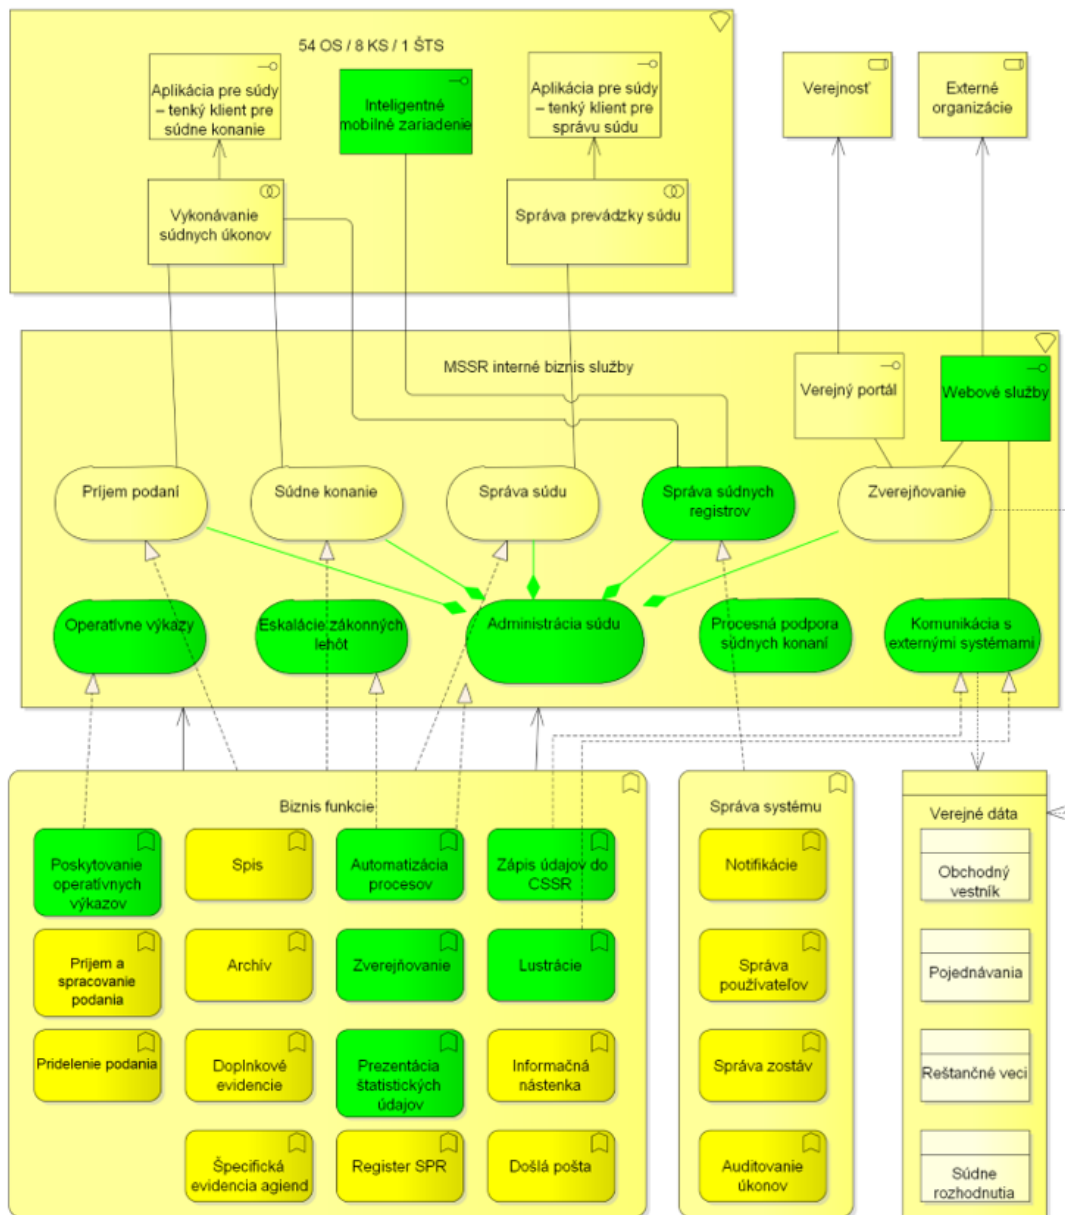 54 OS / 8 KS / 1 ŠTS
Aplikácia pre súdy
– tenký klient pre
súdne konanie
Inteligentné
mobilné zariadenie
Aplikácia pre súdy
– tenký klient pre
správu súdu
Verejnosť
Externé
organizácie
Vykonávanie
súdnych úkonov
Správa prevádzky súdu
MSSR interné biznis služby
Verejný portál
Webové služby
Príjem podaní
Súdne konanie
Správa súdu
Správa súdnych
registrov
Zverejňovanie
Operatívne výkazy
Eskalácie zákonných
lehôt
Administrácia súdu
Procesná podpora
súdnych konaní
Komunikácia s
externými systémami
Biznis funkcie
Správa systému
Verejné dáta
Poskytovanie
operatívnych
výkazov
Spis
Automatizácia
procesov
Zápis údajov do
CSSR
Notifikácie
Obchodný
vestník
Príjem a
spracovanie
podania
Archív
Zverejňovanie
Lustrácie
Správa
používateľov
Pojednávania
Pridelenie podania
Doplnkové
evidencie
Prezentácia
štatistických
údajov
Informačná
nástenka
Správa zostáv
Reštančné veci
Špecifická
evidencia agiend
Register SPR
Došlá pošta
Auditovanie
úkonov
Súdne
rozhodnutia